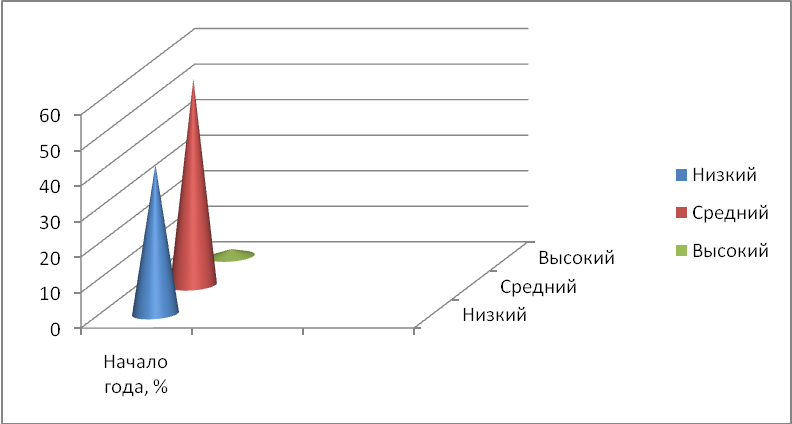 60
50
40
30
20
10
0
Начало
года, %
Высокий
Средний
Низкий
Низкий
Средний
Высокий